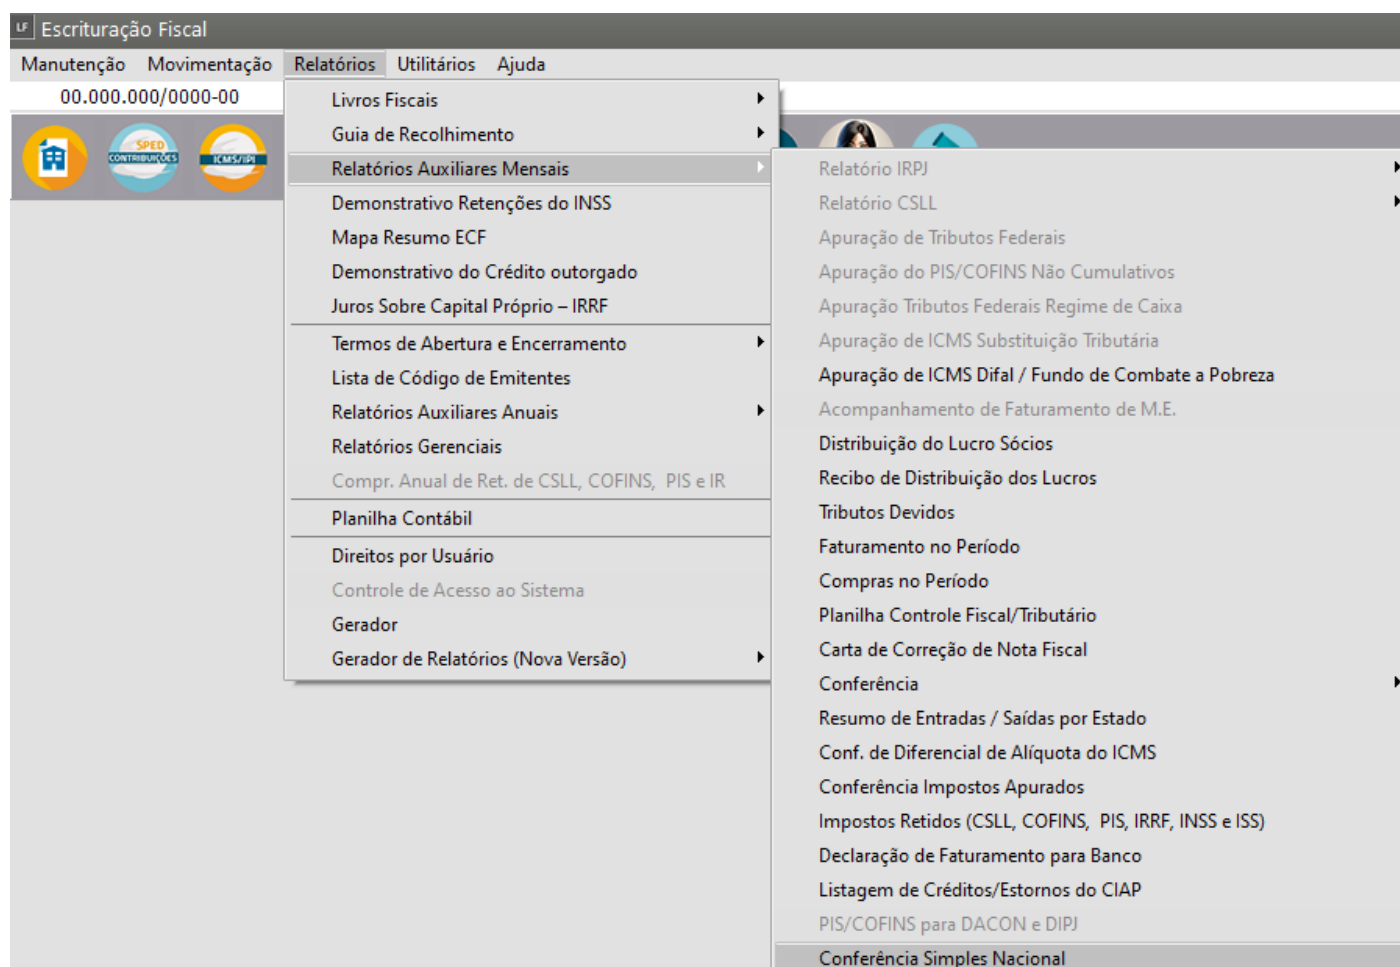 LF Escrituração Fiscal
Manutenção Movimentação Relatórios Utilitários Ajuda
00.000.000/0000-00
SPED
CONTRIBUIÇÕES
ICMS/IPI
Livros Fiscais
Guia de Recolhimento
Relatórios Auxiliares Mensais
Demonstrativo Retenções do INSS
Mapa Resumo ECF
Demonstrativo do Crédito outorgado
Juros Sobre Capital Próprio – IRRF
Termos de Abertura e Encerramento
Lista de Código de Emitentes
Relatórios Auxiliares Anuais
Relatórios Gerenciais
Compr. Anual de Ret. de CSLL, COFINS, PIS e IR
Planilha Contábil
Direitos por Usuário
Controle de Acesso ao Sistema
Gerador
Gerador de Relatórios (Nova Versão)
Relatório IRPJ
Relatório CSLL
Apuração de Tributos Federais
Apuração do PIS/COFINS Não Cumulativos
Apuração Tributos Federais Regime de Caixa
Apuração de ICMS Substituição Tributária
Apuração de ICMS Difal / Fundo de Combate a Pobreza
Acompanhamento de Faturamento de M.E.
Distribuição do Lucro Sócios
Recibo de Distribuição dos Lucros
Tributos Devidos
Faturamento no Período
Compras no Período
Planilha Controle Fiscal/Tributário
Carta de Correção de Nota Fiscal
Conferência
Resumo de Entradas / Saídas por Estado
Conf. de Diferencial de Alíquota do ICMS
Conferência Impostos Apurados
Impostos Retidos (CSLL, COFINS, PIS, IRRF, INSS e ISS)
Declaração de Faturamento para Banco
Listagem de Créditos/Estornos do CIAP
PIS/COFINS para DACON e DIPJ
Conferência Simples Nacional